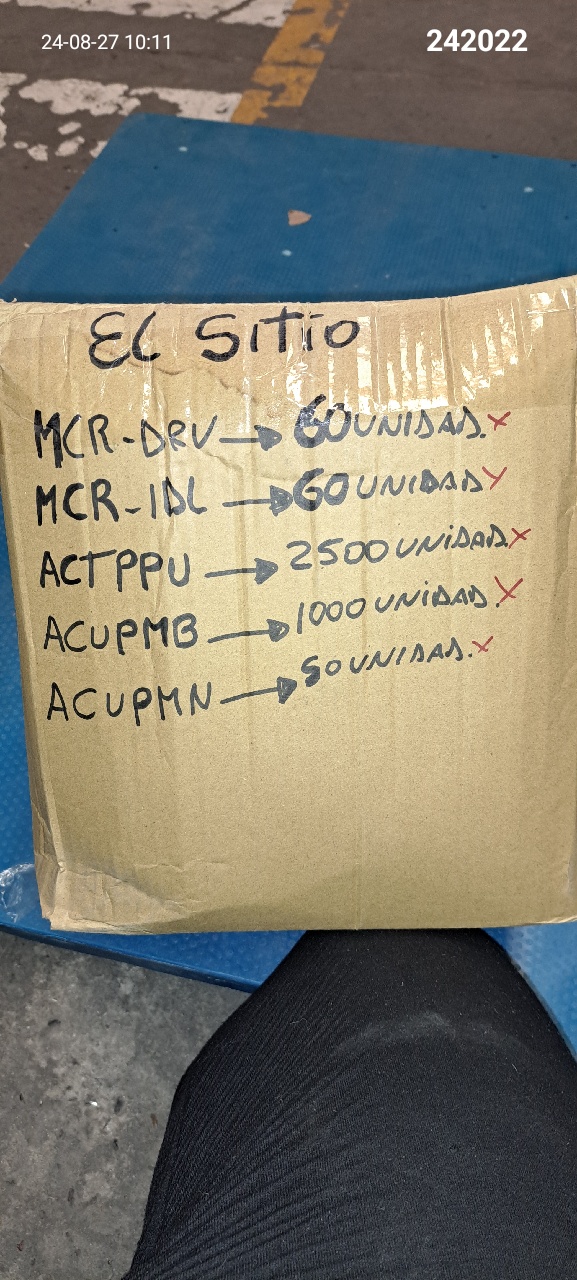 24-08-27 10:11 242022
EL SITIO
MCR-DRV → 60 UNIDAD. X
MCR-IDL → 60 UNIDAD X
ACTPPU → 2500 UNIDAD. X
ACUPMB → 1000 UNIDAD. X
ACUPMN → 50 UNIDAD. X